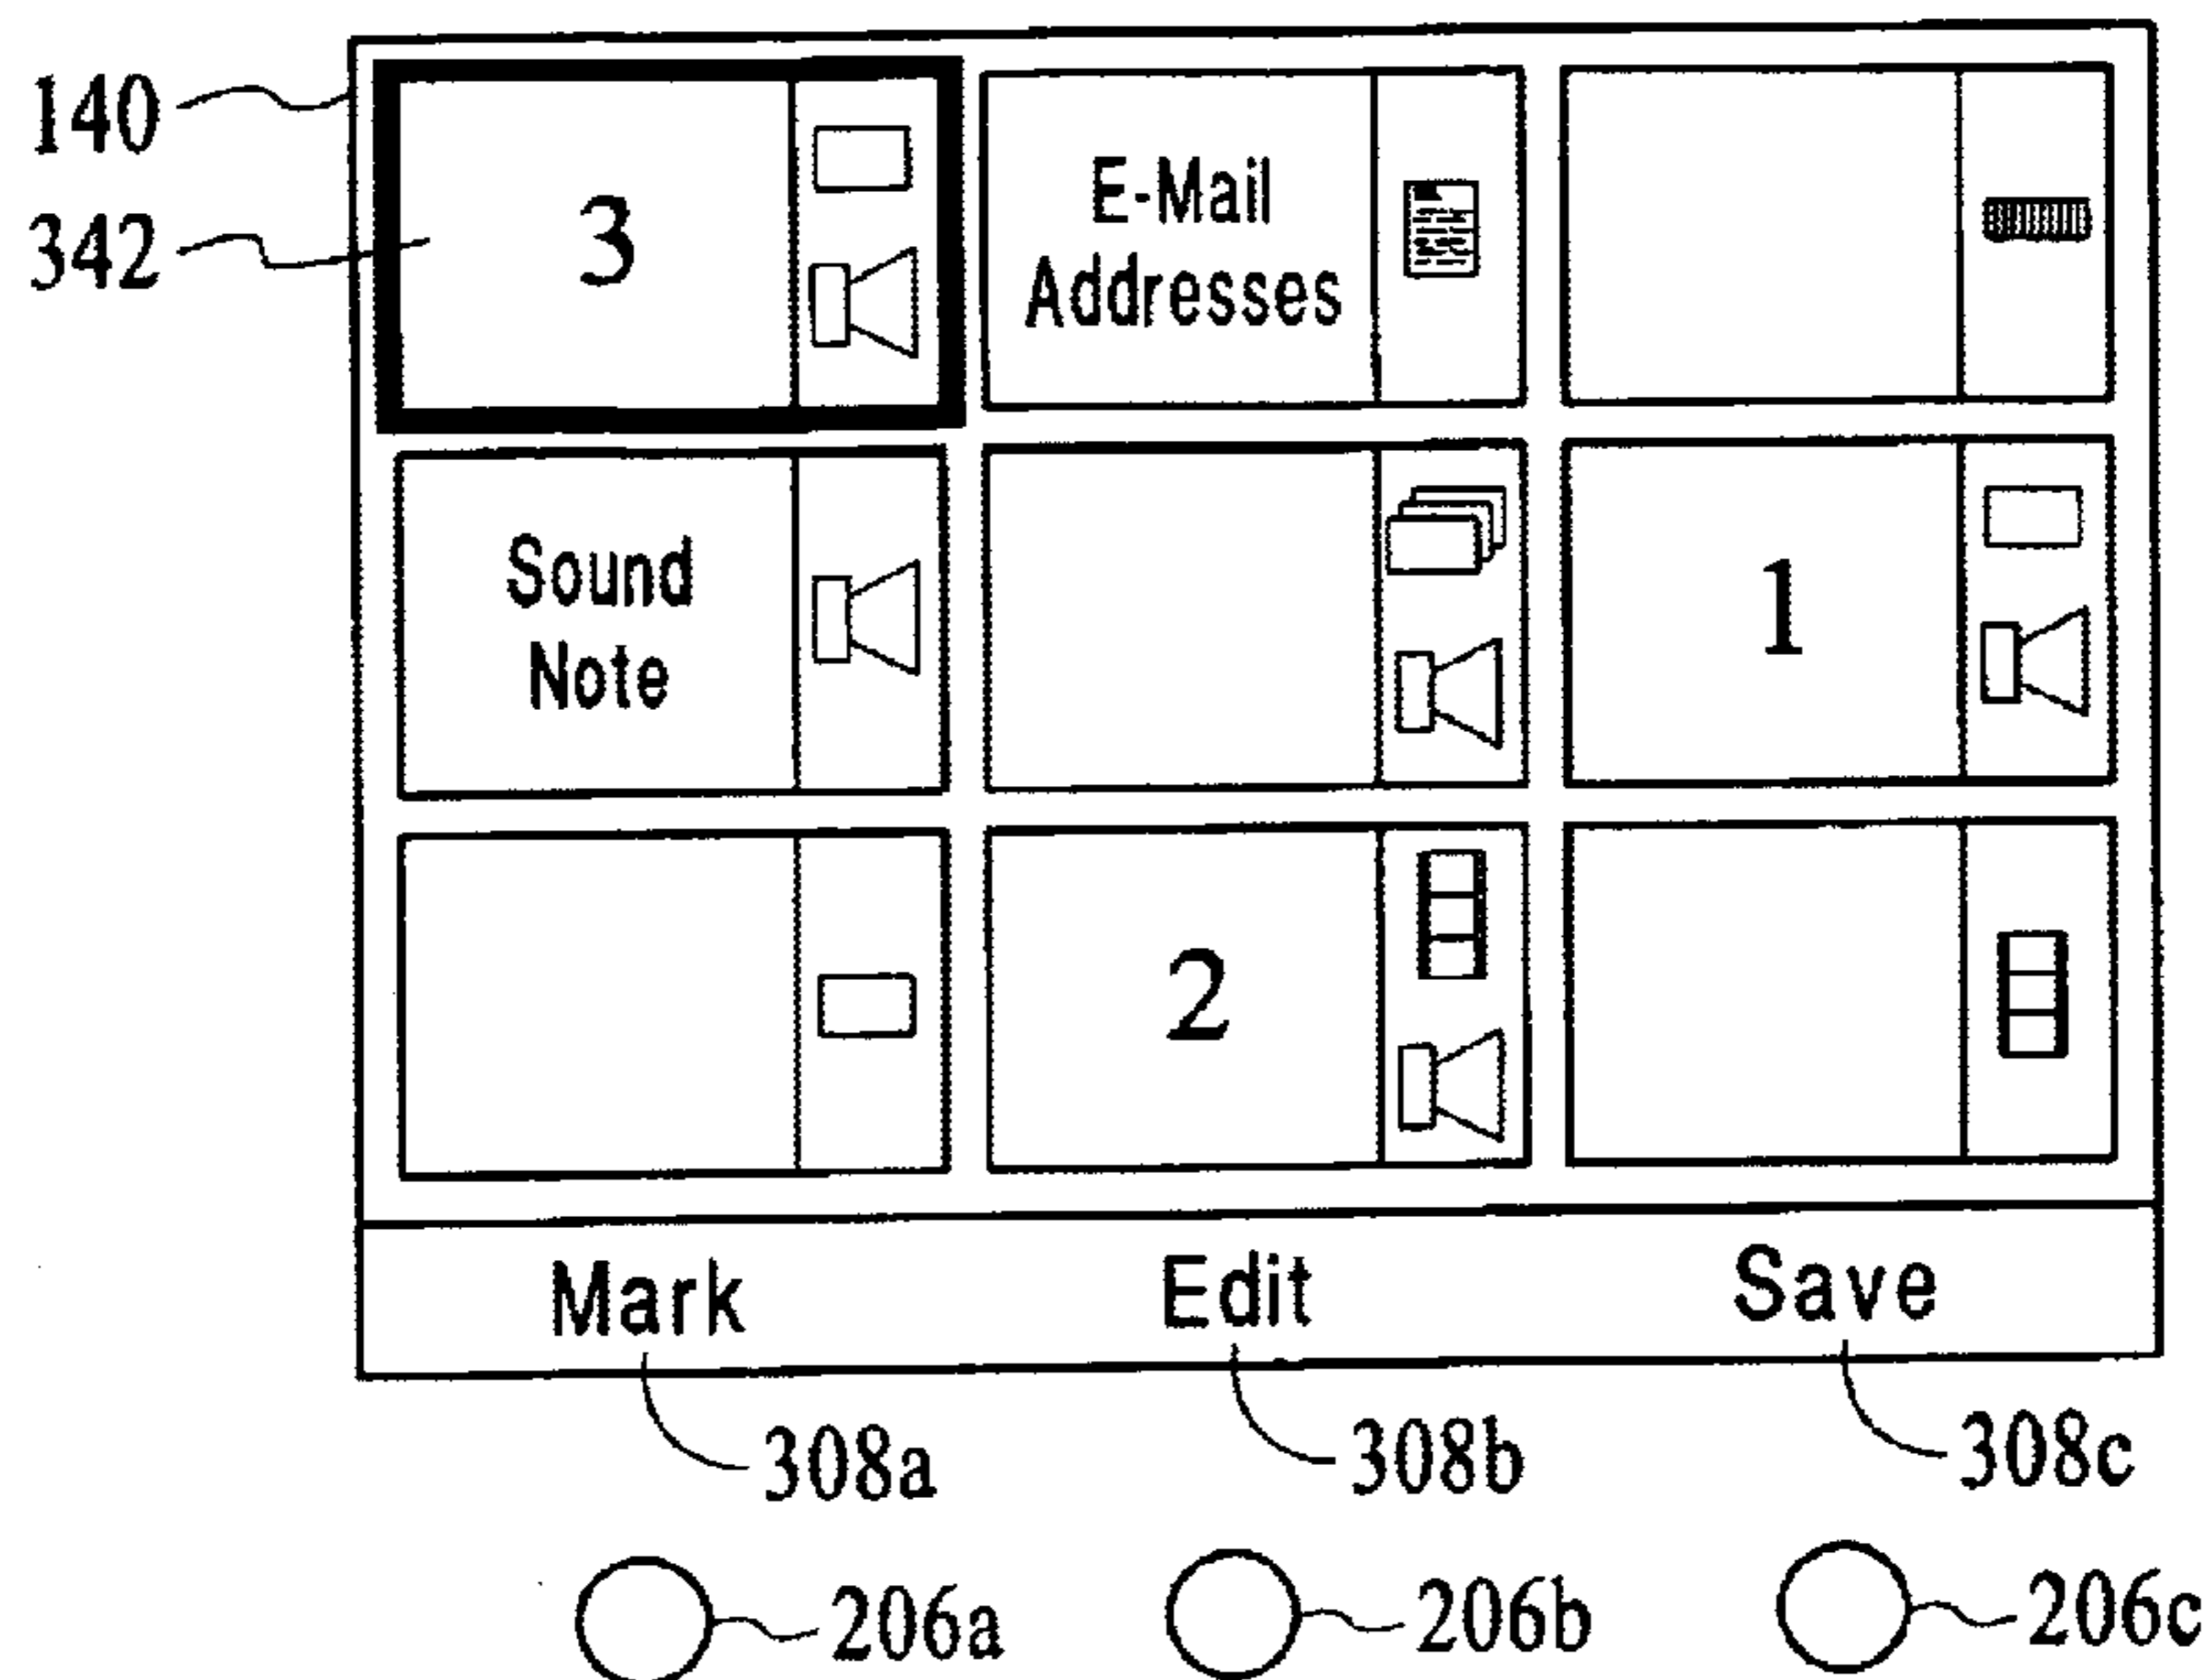 140
342
3
E-Mail
Addresses
Sound
Note
1
2
Mark
Edit
Save
308a
308b
308c
206a
206b
206c